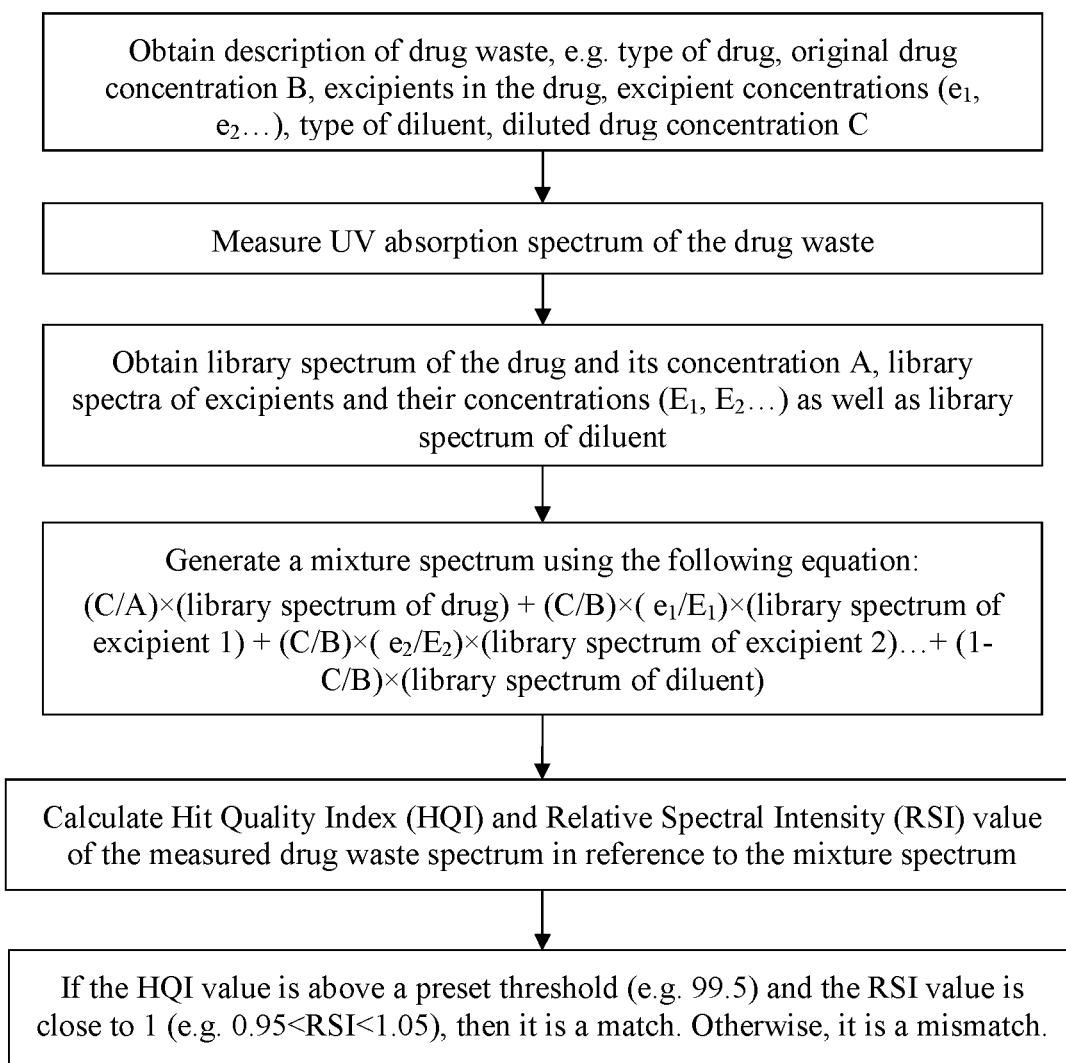 Obtain description of drug waste, e.g. type of drug, original drug
concentration B, excipients in the drug, excipient concentrations (e₁,
e₂…), type of diluent, diluted drug concentration C
Measure UV absorption spectrum of the drug waste
Obtain library spectrum of the drug and its concentration A, library
spectra of excipients and their concentrations (E₁, E₂…) as well as library
spectrum of diluent
Generate a mixture spectrum using the following equation:
(C/A)×(library spectrum of drug) + (C/B)×( e₁/E₁)×(library spectrum of
excipient 1) + (C/B)×( e₂/E₂)×(library spectrum of excipient 2)…+ (1-
C/B)×(library spectrum of diluent)
Calculate Hit Quality Index (HQI) and Relative Spectral Intensity (RSI) value
of the measured drug waste spectrum in reference to the mixture spectrum
If the HQI value is above a preset threshold (e.g. 99.5) and the RSI value is
close to 1 (e.g. 0.95<RSI<1.05), then it is a match. Otherwise, it is a mismatch.